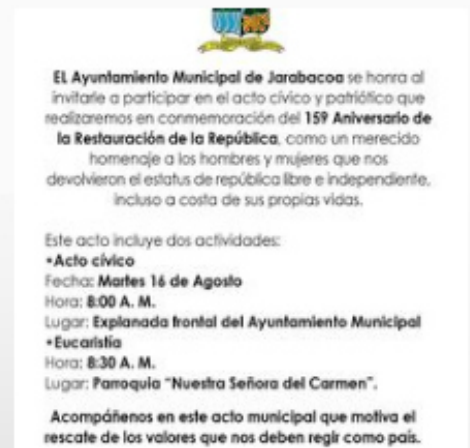 EL Ayuntamiento Municipal de Jarabacoa se honra al
invitarle a participar en el acto cívico y patriótico que
realizaremos en conmemoración del 159 Aniversario de
la Restauración de la República, como un merecido
homenaje a los hombres y mujeres que nos
devolvieron el estatus de república libre e independiente,
incluso a costa de sus propias vidas.
Este acto incluye dos actividades:
•Acto cívico
Fecha: Martes 16 de Agosto
Hora: 8:00 A. M.
Lugar: Explanada frontal del Ayuntamiento Municipal
•Eucaristía
Hora: 8:30 A. M.
Lugar: Parroquia "Nuestra Señora del Carmen".
Acompáñenos en este acto municipal que motiva el
rescate de los valores que nos deben regir como país.